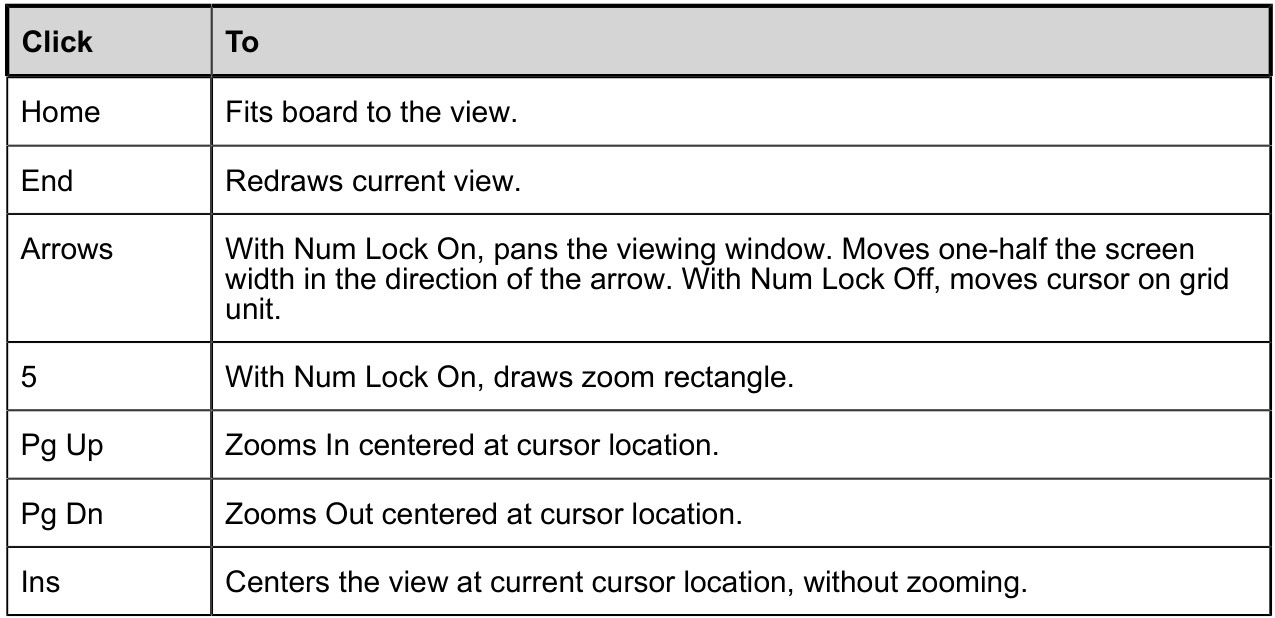 Click To
Home Fits board to the view.
End Redraws current view.
Arrows With Num Lock On, pans the viewing window. Moves one-half the screen
width in the direction of the arrow. With Num Lock Off, moves cursor on grid
unit.
5 With Num Lock On, draws zoom rectangle.
Pg Up Zooms In centered at cursor location.
Pg Dn Zooms Out centered at cursor location.
Ins Centers the view at current cursor location, without zooming.